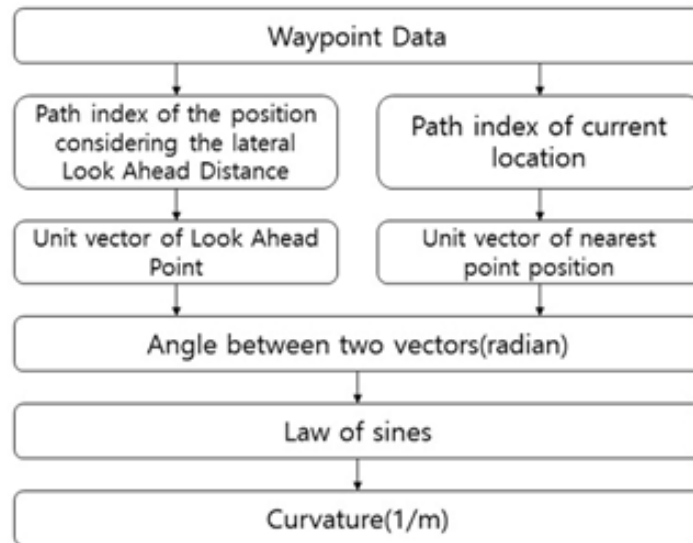 Waypoint Data
Path index of the position
considering the lateral
Look Ahead Distance
Path index of current
location
Unit vector of Look Ahead
Point
Unit vector of nearest
point position
Angle between two vectors(radian)
Law of sines
Curvature(1/m)